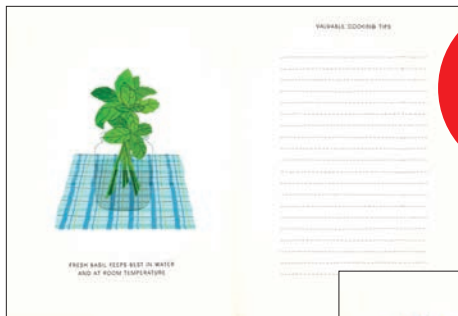 FRESH BASIL KEEPS BEST IN WATER
AND AT ROOM TEMPERATURE
VALUABLE COOKING TIPS